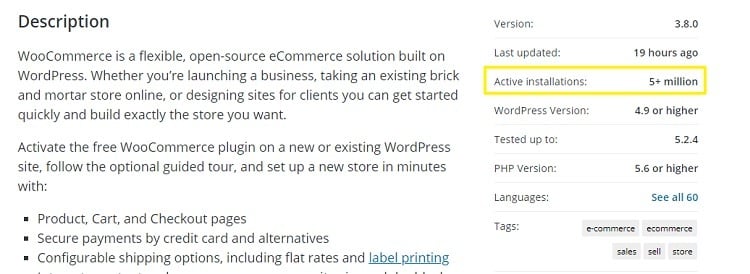 Description
WooCommerce is a flexible, open-source eCommerce solution built on
WordPress. Whether you’re launching a business, taking an existing brick
and mortar store online, or designing sites for clients you can get started
quickly and build exactly the store you want.
Activate the free WooCommerce plugin on a new or existing WordPress
site, follow the optional guided tour, and set up a new store in minutes
with:
Product, Cart, and Checkout pages
Secure payments by credit card and alternatives
Configurable shipping options, including flat rates and label printing
Version: 3.8.0
Last updated: 19 hours ago
Active installations: 5+ million
WordPress Version: 4.9 or higher
Tested up to: 5.2.4
PHP Version: 5.6 or higher
Languages: See all 60
Tags: e-commerce ecommerce
sales sell store